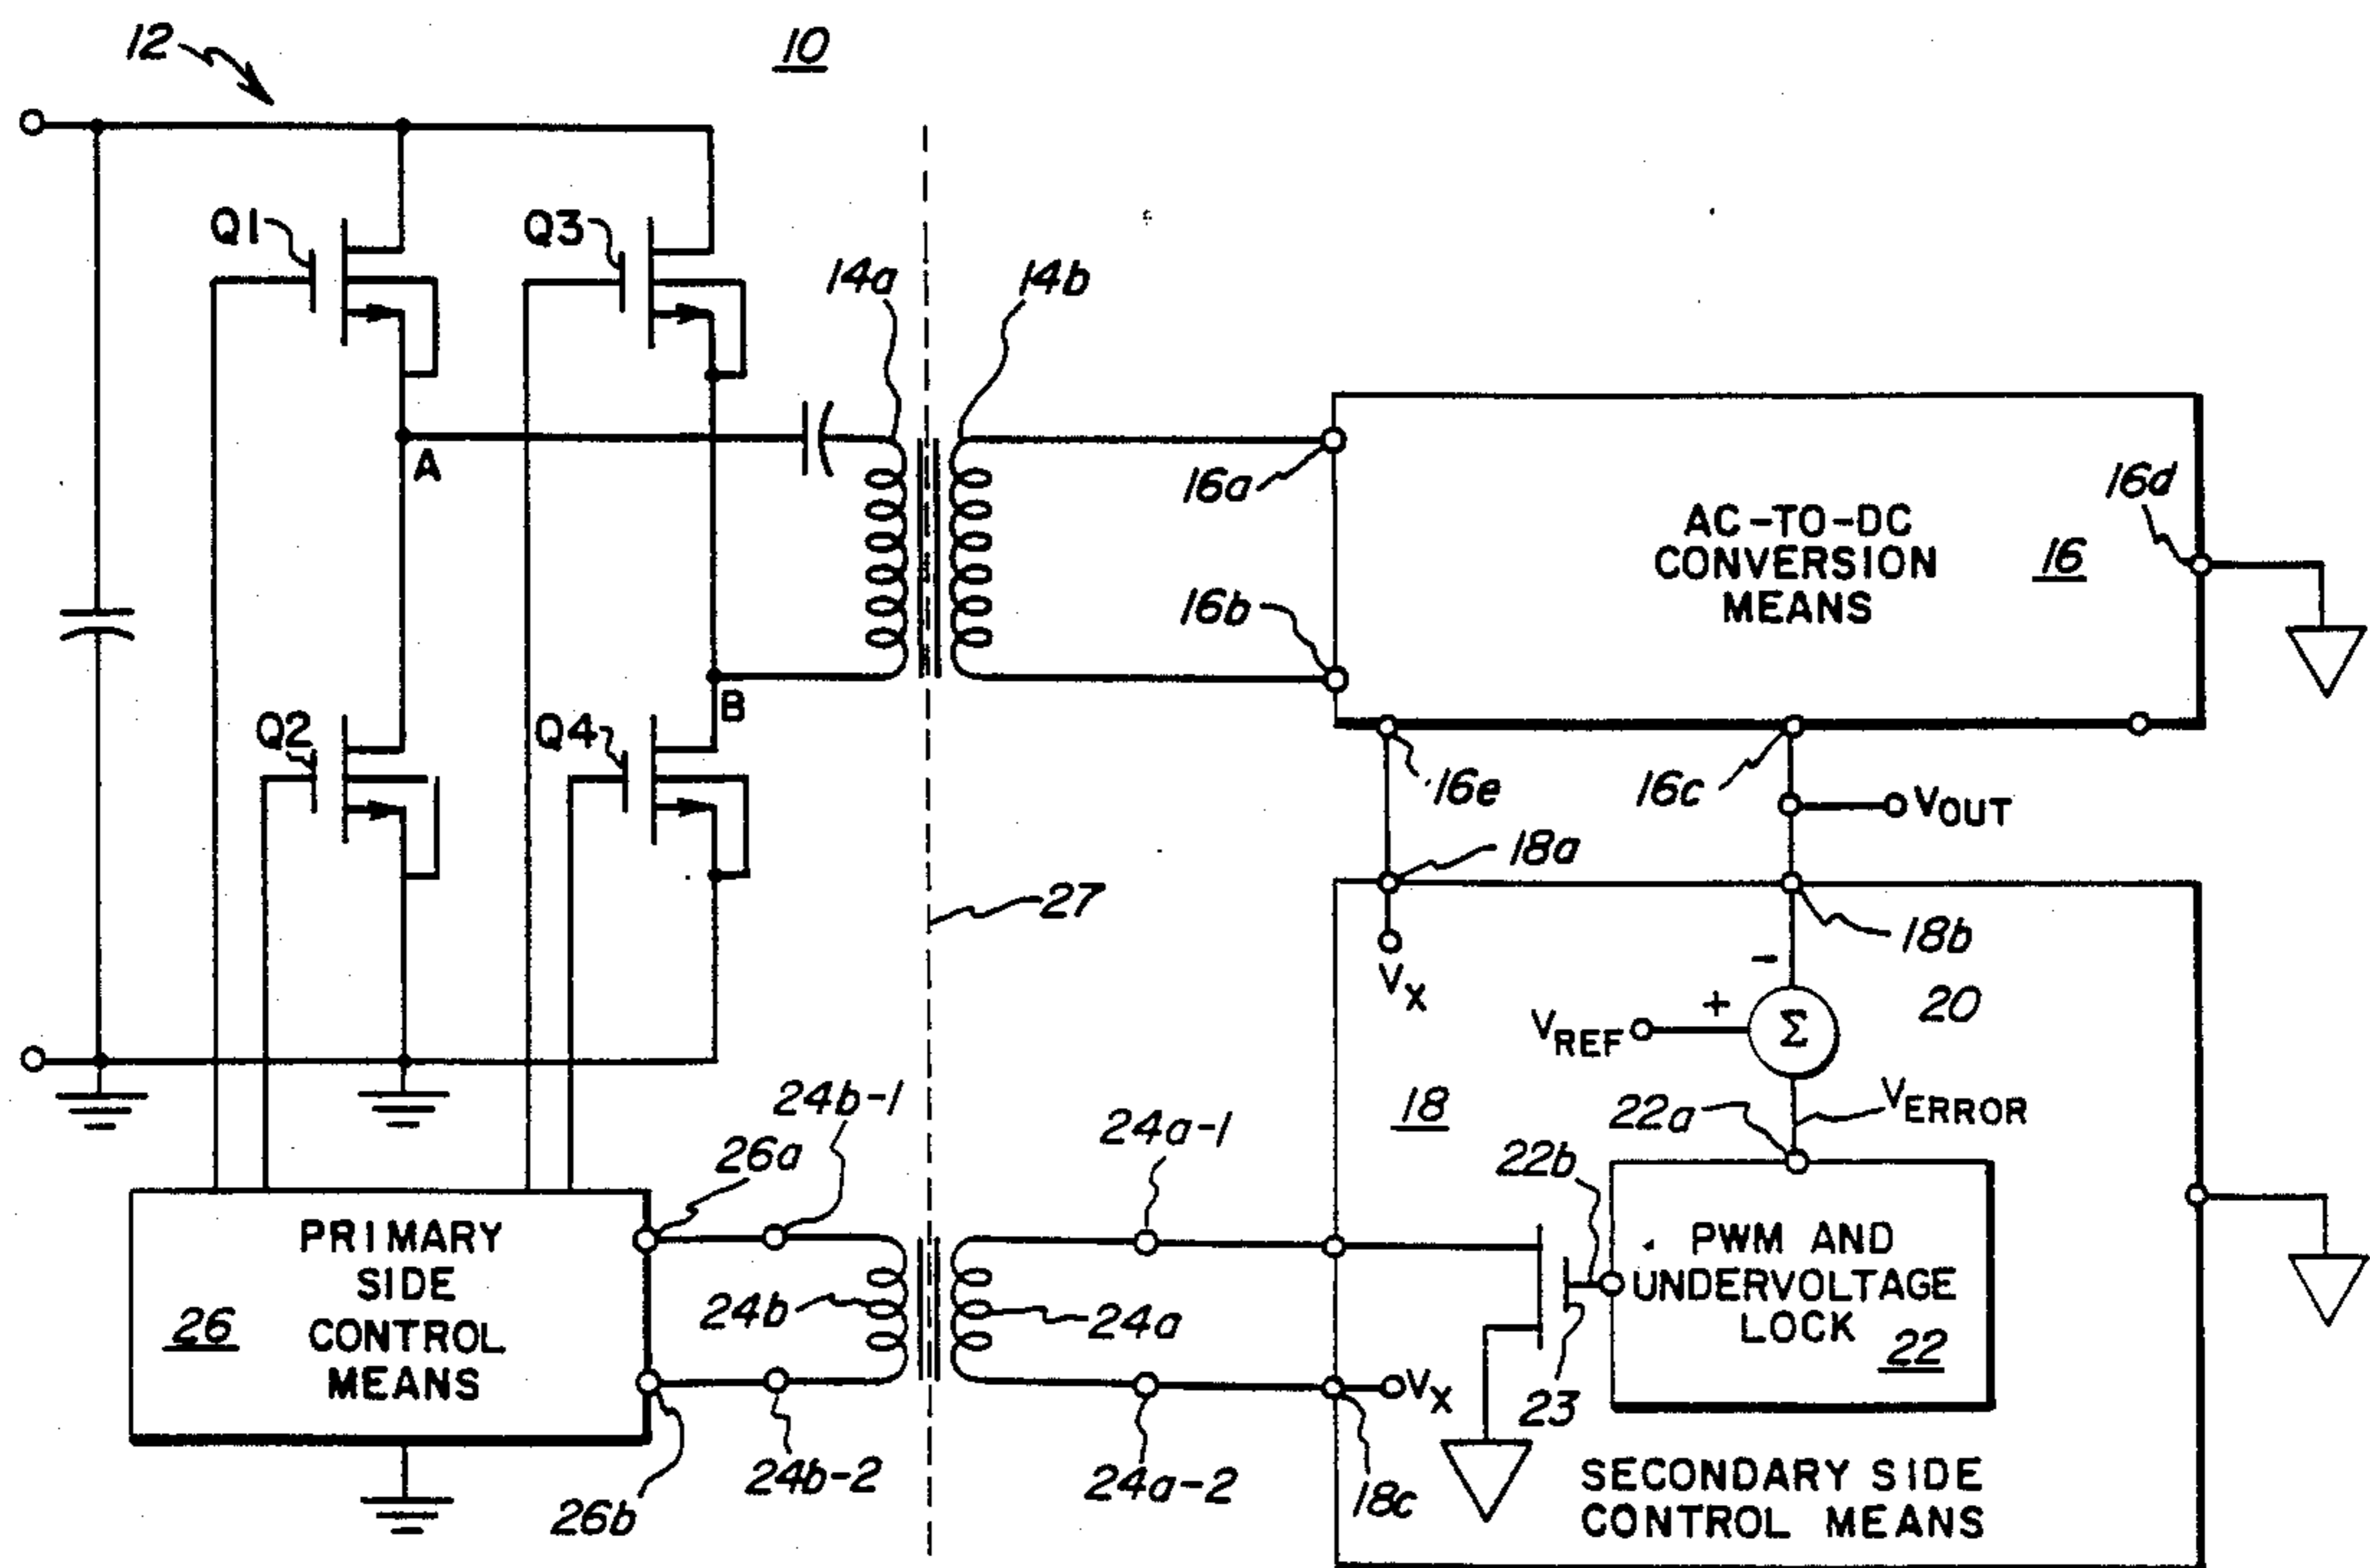 12
10
Q1
Q3
14a
14b
A
B
Q2
Q4
16a
16b
AC-TO-DC
CONVERSION
MEANS
16
16d
16e
16c
VOUT
18a
18b
VX
27
-
+
VREF
Σ
20
VERROR
18
22a
22b
PWM AND
UNDERVOLTAGE
LOCK
22
23
VX
18c
SECONDARY SIDE
CONTROL MEANS
24b-1
26a
24a-1
PRIMARY
SIDE
CONTROL
MEANS
26
24b
24a
24b-2
24a-2
26b